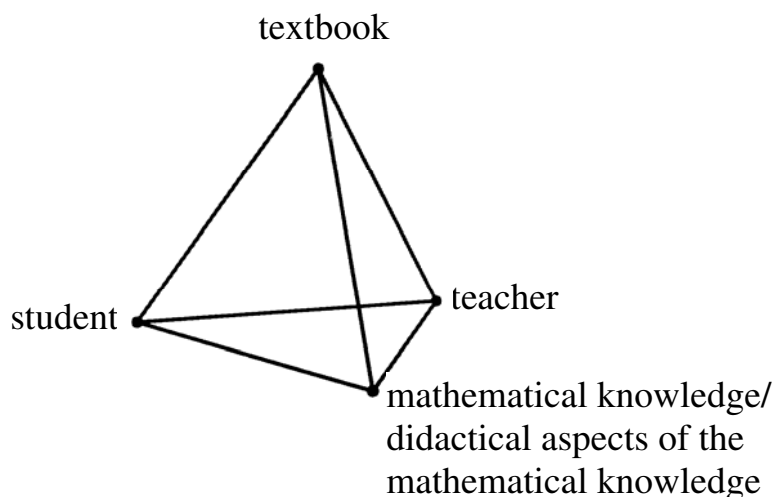 textbook
student
teacher
mathematical knowledge/
didactical aspects of the
mathematical knowledge